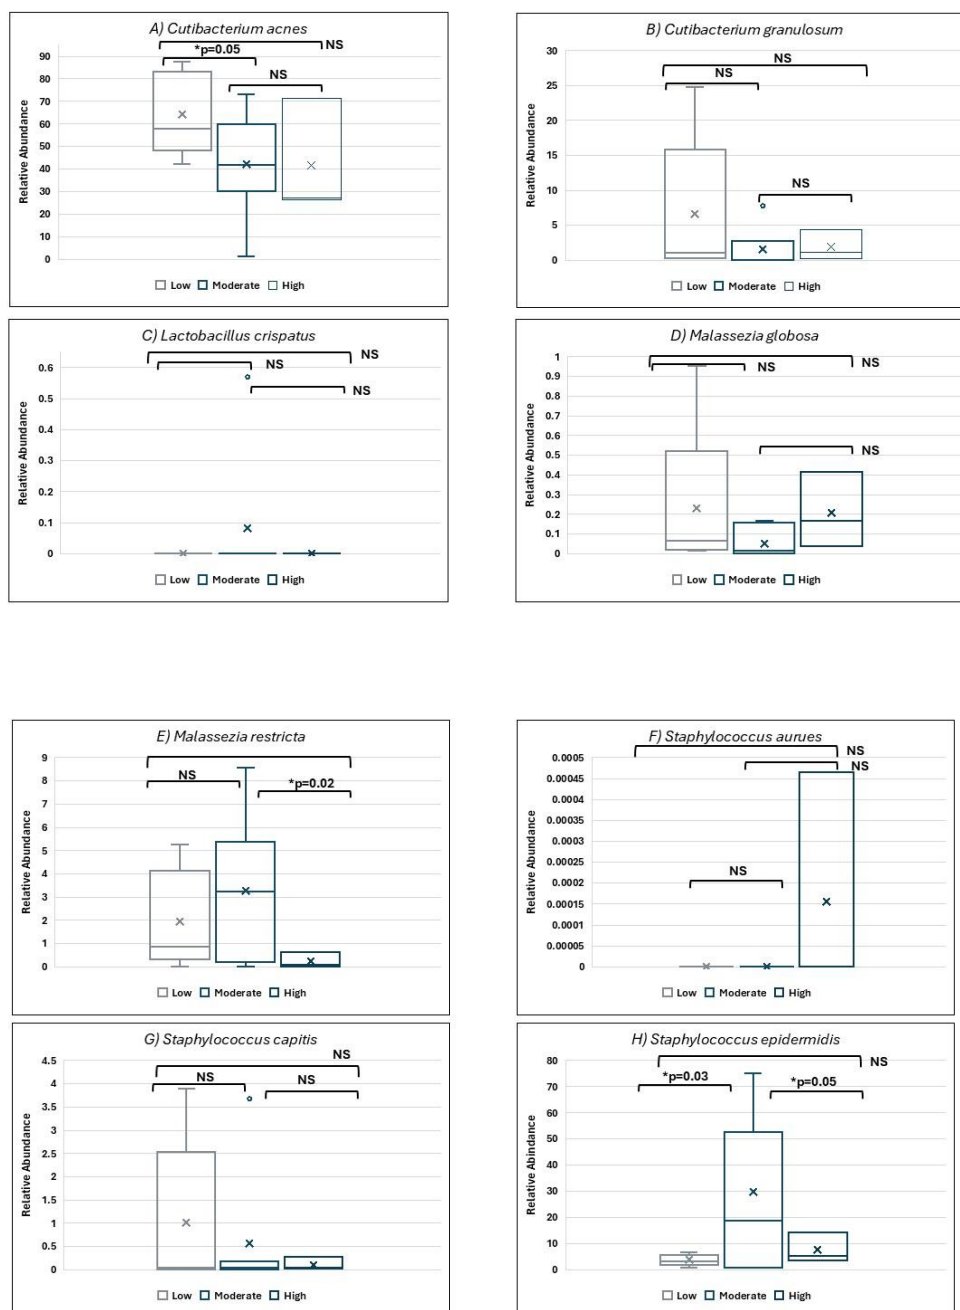 A) Cutibacterium acnes
NS
*p=0.05
NS
Relative Abundance
90
80
70
60
50
40
30
20
10
0
Low Moderate High
B) Cutibacterium granulosum
NS
NS
NS
Relative Abundance
30
25
20
15
10
5
0
Low Moderate High
C) Lactobacillus crispatus
NS
NS
NS
Relative Abundance
0.6
0.5
0.4
0.3
0.2
0.1
0
Low Moderate High
D) Malassezia globosa
NS
NS
NS
Relative Abundance
1
0.9
0.8
0.7
0.6
0.5
0.4
0.3
0.2
0.1
0
Low Moderate High
E) Malassezia restricta
NS
*p=0.02
Relative Abundance
9
8
7
6
5
4
3
2
1
0
Low Moderate High
F) Staphylococcus aurues
NS
NS
NS
Relative Abundance
0.0005
0.00045
0.0004
0.00035
0.0003
0.00025
0.0002
0.00015
0.0001
0.00005
0
Low Moderate High
G) Staphylococcus capitis
NS
NS
NS
Relative Abundance
4.5
4
3.5
3
2.5
2
1.5
1
0.5
0
Low Moderate High
H) Staphylococcus epidermidis
NS
*p=0.03
*p=0.05
Relative Abindance
80
70
60
50
40
30
20
10
0
Low Moderate High